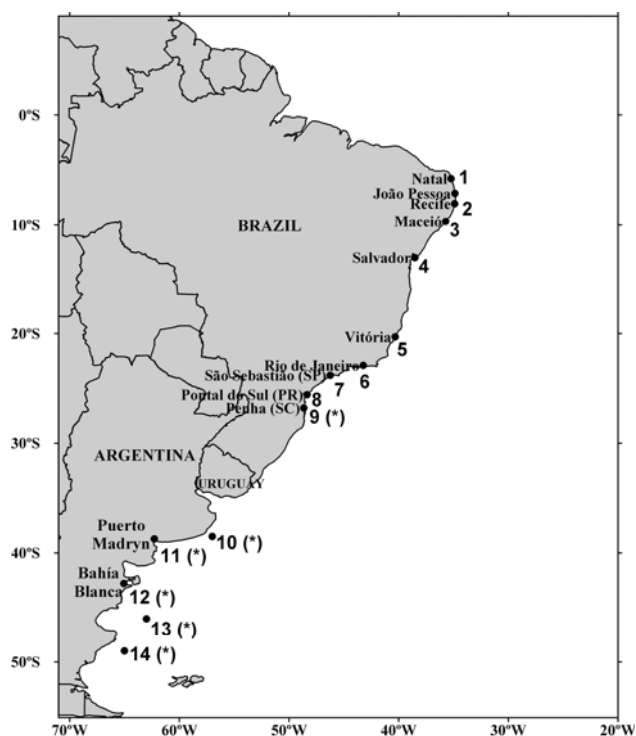 0°S
Natal 1
João Pessoa
Recife 2
10°S
Maceió 3
BRAZIL
Salvador 4
20°S
Vitória 5
Rio de Janeiro 6
São Sebastião (SP) 7
Pontal do Sul (PR) 8
Penha (SC) 9 (*)
30°S
ARGENTINA
URUGUAY
Puerto
Madryn
10 (*)
40°S
11 (*)
Bahía
Blanca
12 (*)
13 (*)
14 (*)
50°S
70°W 60°W 50°W 40°W 30°W 20°W